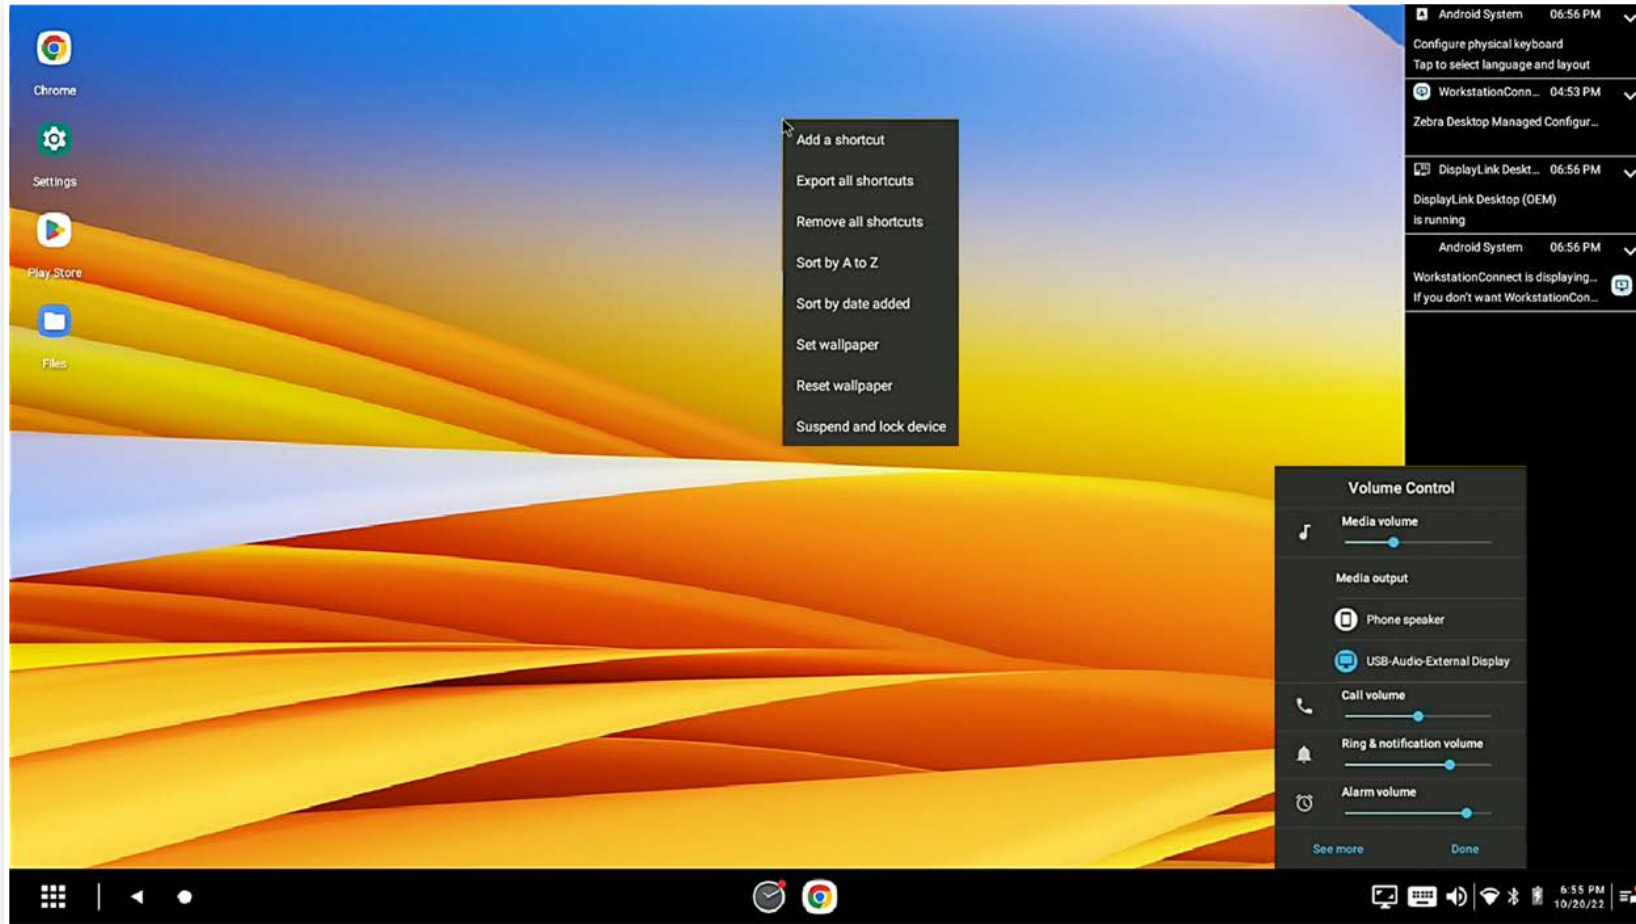 Chrome
Settings
Play Store
Files
Add a shortcut
Export all shortcuts
Remove all shortcuts
Sort by A to Z
Sort by date added
Set wallpaper
Reset wallpaper
Suspend and lock device
Android System 06:56 PM
Configure physical keyboard
Tap to select language and layout
WorkstationConn... 04:53 PM
Zebra Desktop Managed Configur...
DisplayLink Deskt... 06:56 PM
DisplayLink Desktop (OEM)
is running
Android System 06:56 PM
WorkstationConnect is displaying...
If you don't want WorkstationCon...
Volume Control
Media volume
Media output
Phone speaker
USB-Audio-External Display
Call volume
Ring & notification volume
Alarm volume
See more Done
6:55 PM
10/20/22